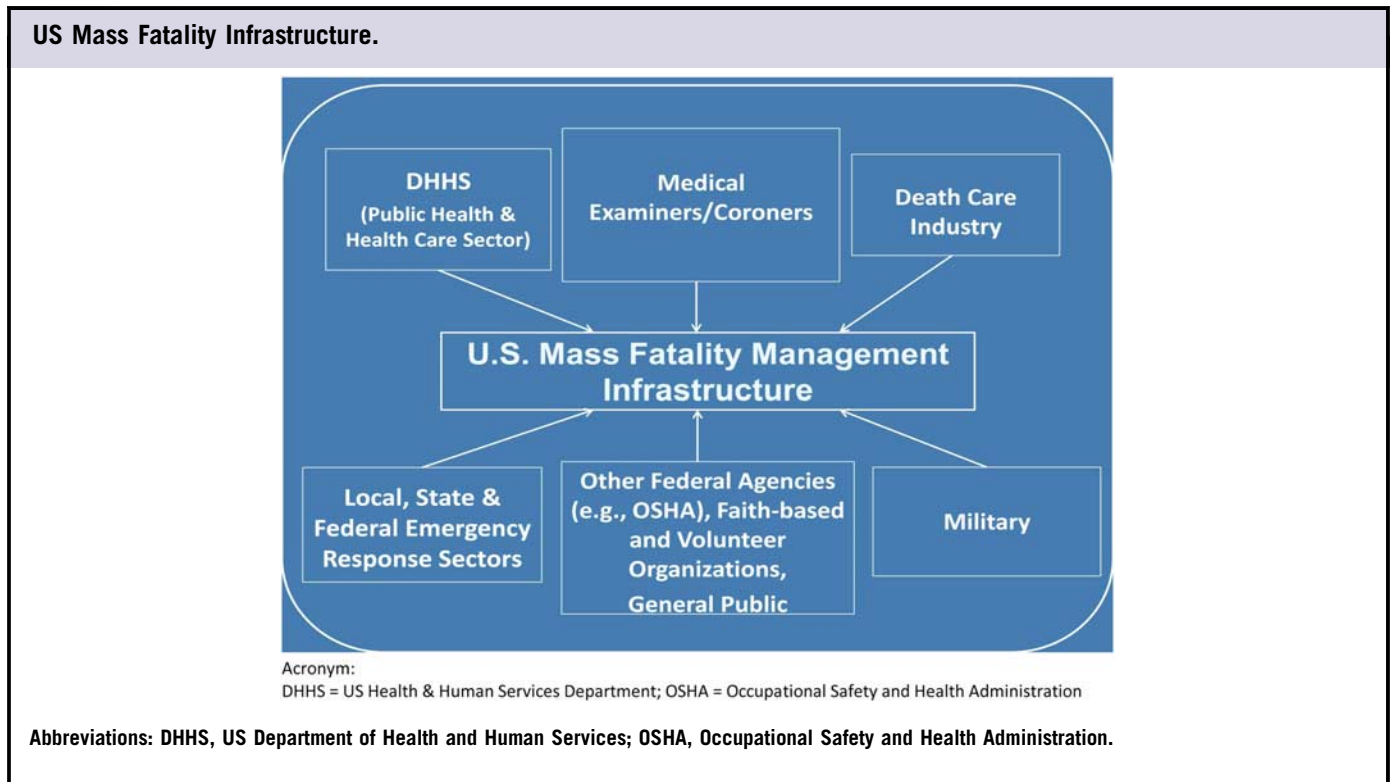 US Mass Fatality Infrastructure.
DHHS
(Public Health &
Health Care Sector)
Medical
Examiners/Coroners
Death Care
Industry
U.S. Mass Fatality Management
Infrastructure
Local, State &
Federal Emergency
Response Sectors
Other Federal Agencies
(e.g., OSHA), Faith-based
and Volunteer
Organizations,
General Public
Military
Acronym:
DHHS = US Health & Human Services Department; OSHA = Occupational Safety and Health Administration
Abbreviations: DHHS, US Department of Health and Human Services; OSHA, Occupational Safety and Health Administration.